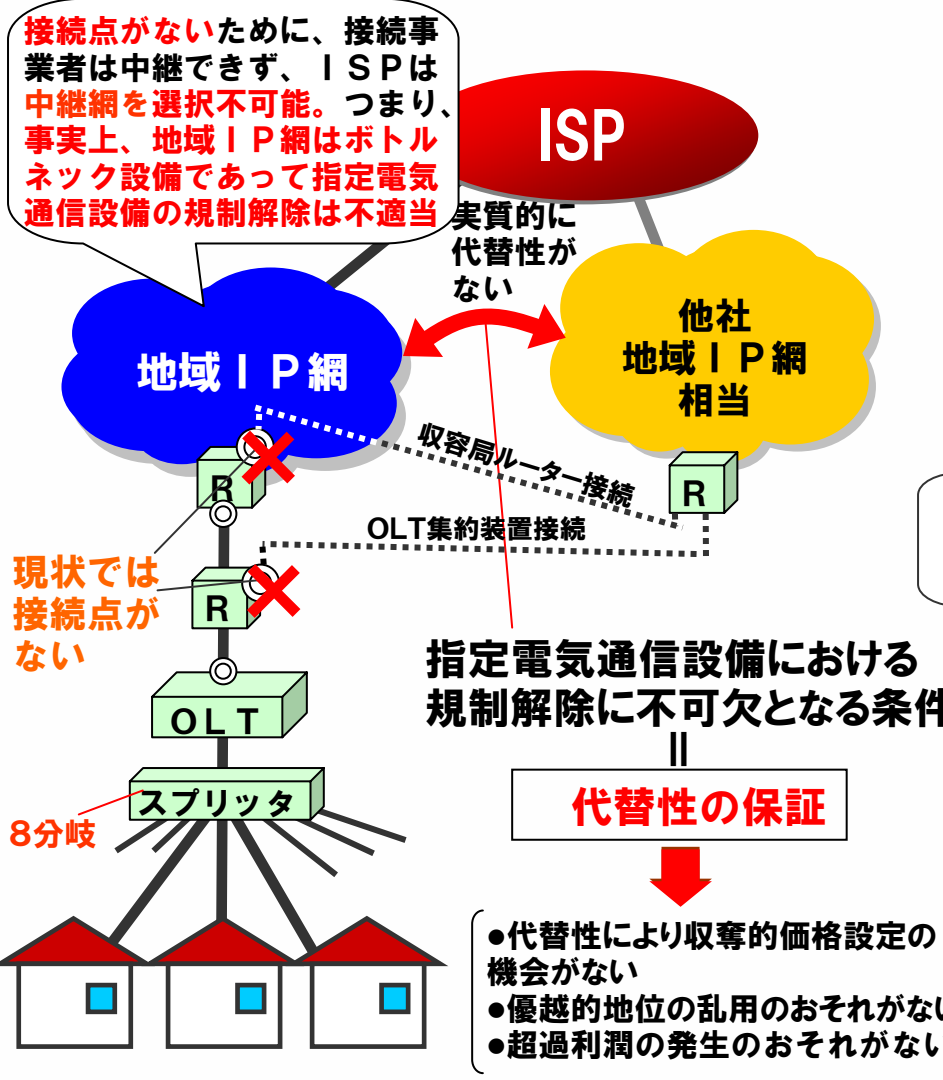 接続点がないために、接続事
業者は中継できず、ＩＳＰは
中継網を選択不可能。つまり、
事実上、地域ＩＰ網はボトル
ネック設備であって指定電気
通信設備の規制解除は不適当
ISP
実質的に
代替性が
ない
地域ＩＰ網
他社
地域ＩＰ網
相当
収容局ルーター接続
R
R
OLT集約装置接続
現状では
接続点が
ない
R
指定電気通信設備における
規制解除に不可欠となる条件
＝
OLT
代替性の保証
スプリッタ
8分岐
●代替性により収奪的価格設定の
機会がない
●優越的地位の乱用のおそれがない
●超過利潤の発生のおそれがない